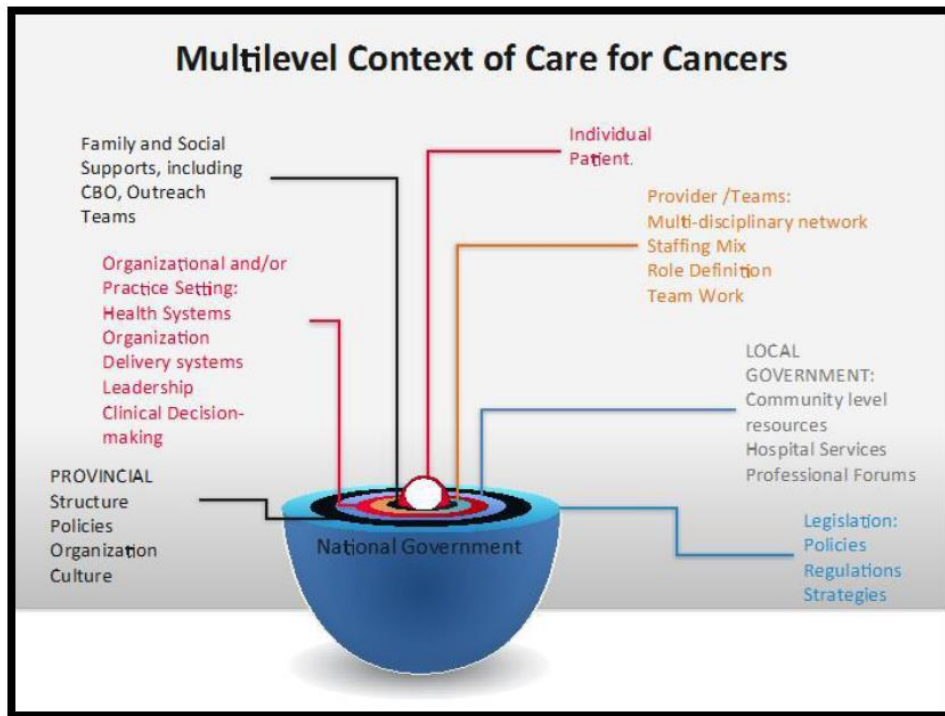 Multilevel Context of Care for Cancers
Family and Social
Supports, including
CBO, Outreach
Teams
Individual
Patient.
Provider /Teams:
Multi-disciplinary network
Staffing Mix
Role Definition
Team Work
Organizational and/or
Practice Setting:
Health Systems
Organization
Delivery systems
Leadership
Clinical Decision-
making
LOCAL
GOVERNMENT:
Community level
resources
Hospital Services
Professional Forums
PROVINCIAL
Structure
Policies
Organization
Culture
National Government
Legislation:
Policies
Regulations
Strategies